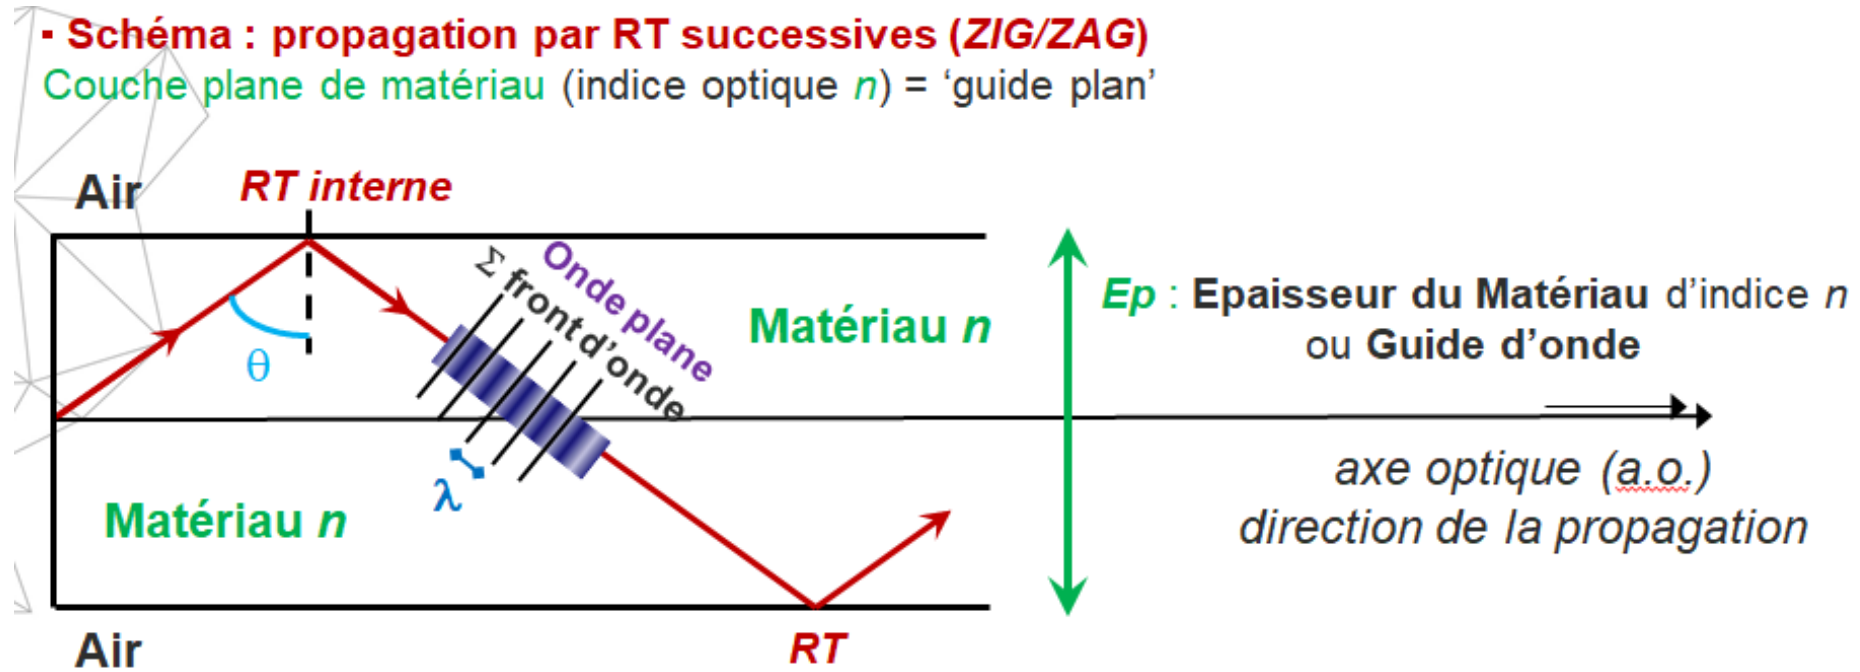 ▪ Schéma : propagation par RT successives (ZIG/ZAG)
Couche plane de matériau (indice optique n) = ‘guide plan’
Air
RT interne
θ
Onde plane
Σ front d’onde
λ
Matériau n
Matériau n
Ep : Epaisseur du Matériau d’indice n
ou Guide d’onde
axe optique (a.o.)
direction de la propagation
Air
RT